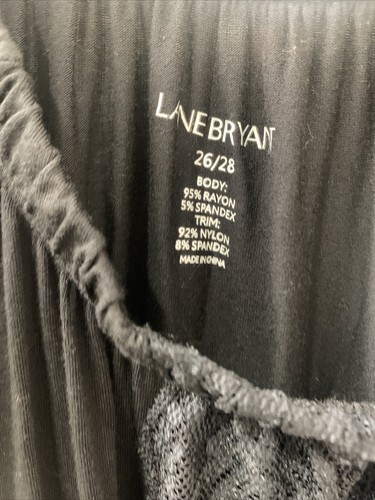 LANE BRYANT
26/28
BODY:
95% RAYON
5% SPANDEX
TRIM:
92% NYLON
8% SPANDEX
MADE IN CHINA